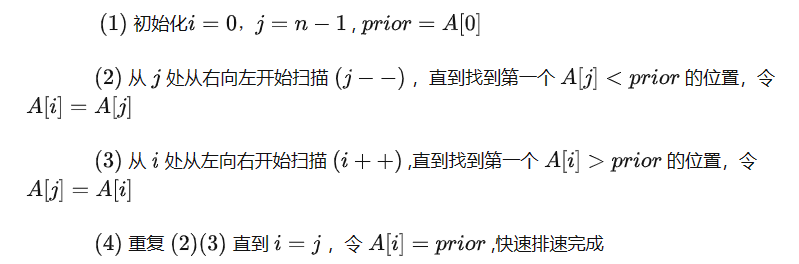 (1) 初始化i = 0，j = n − 1 , prior = A[0]
(2) 从 j 处从右向左开始扫描 (j − −) ，直到找到第一个 A[j] < prior 的位置，令
A[i] = A[j]
(3) 从 i 处从左向右开始扫描 (i + +) ,直到找到第一个 A[i] > prior 的位置，令
A[j] = A[i]
(4) 重复 (2)(3) 直到 i = j ，令 A[i] = prior ,快速排速完成